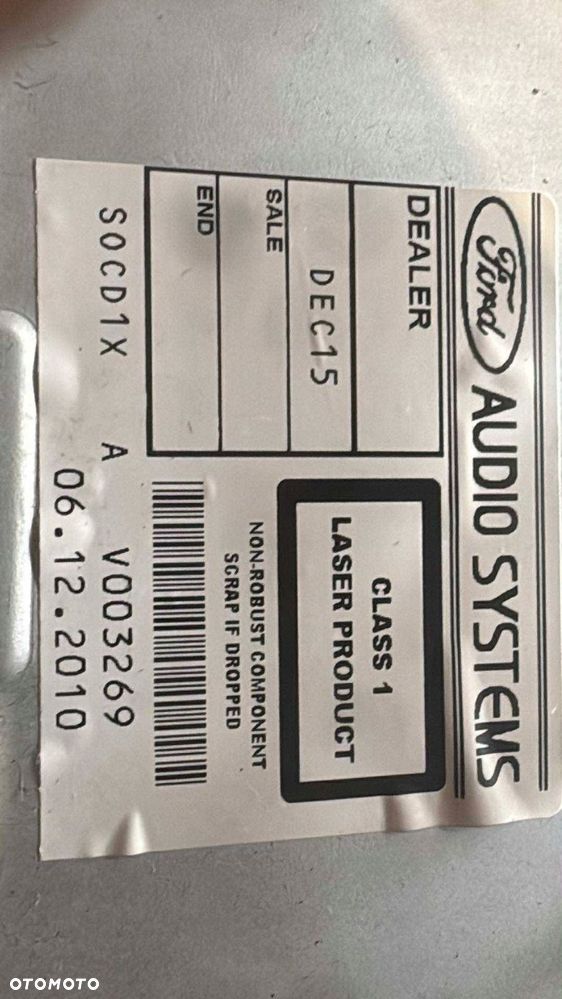 Ford AUDIO SYSTEMS
DEALER
DEC15
SALE
END
CLASS 1
LASER PRODUCT
NON-ROBUST COMPONENT
SCRAP IF DROPPED
SOCD1X A V003269
06.12.2010
OTOMOTO